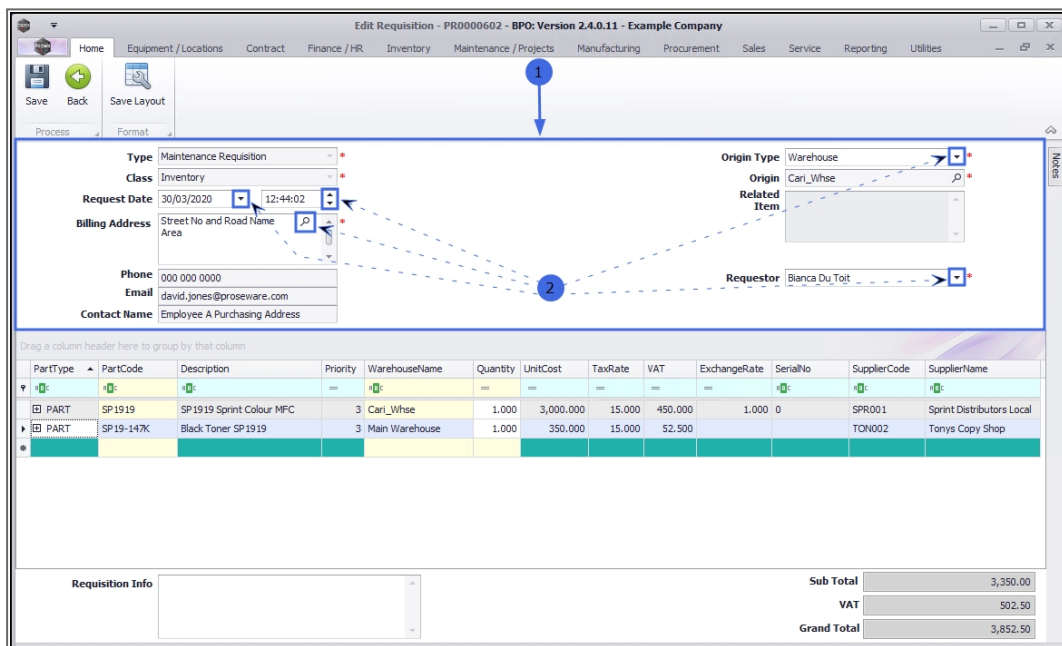 Edit Requisition - PR0000602 - BPO: Version 2.4.0.11 - Example Company
Home Equipment / Locations Contract Finance / HR Inventory Maintenance / Projects Manufacturing Procurement Sales Service Reporting Utilities
1
Save Back Save Layout
Process Format
Notes
Type Maintenance Requisition * Origin Type Warehouse *
Class Inventory * Origin Cari_Whse *
Request Date 30/03/2020 12:44:02 Related
Item
Billing Address Street No and Road Name *
Area
Phone 000 000 0000 Requestor Bianca Du Toit *
2
Email david.jones@proseware.com
Contact Name Employee A Purchasing Address
Drag a column header here to group by that column
PartType PartCode Description Priority WarehouseName Quantity UnitCost TaxRate VAT ExchangeRate SerialNo SupplierCode SupplierName
PART SP1919 SP1919 Sprint Colour MFC 3 Cari_Whse 1.000 3,000.000 15.000 450.000 1.000 0 SPR001 Sprint Distributors Local
PART SP19-147K Black Toner SP1919 3 Main Warehouse 1.000 350.000 15.000 52.500 TON002 Tonys Copy Shop
Requisition Info Sub Total 3,350.00
VAT 502.50
Grand Total 3,852.50